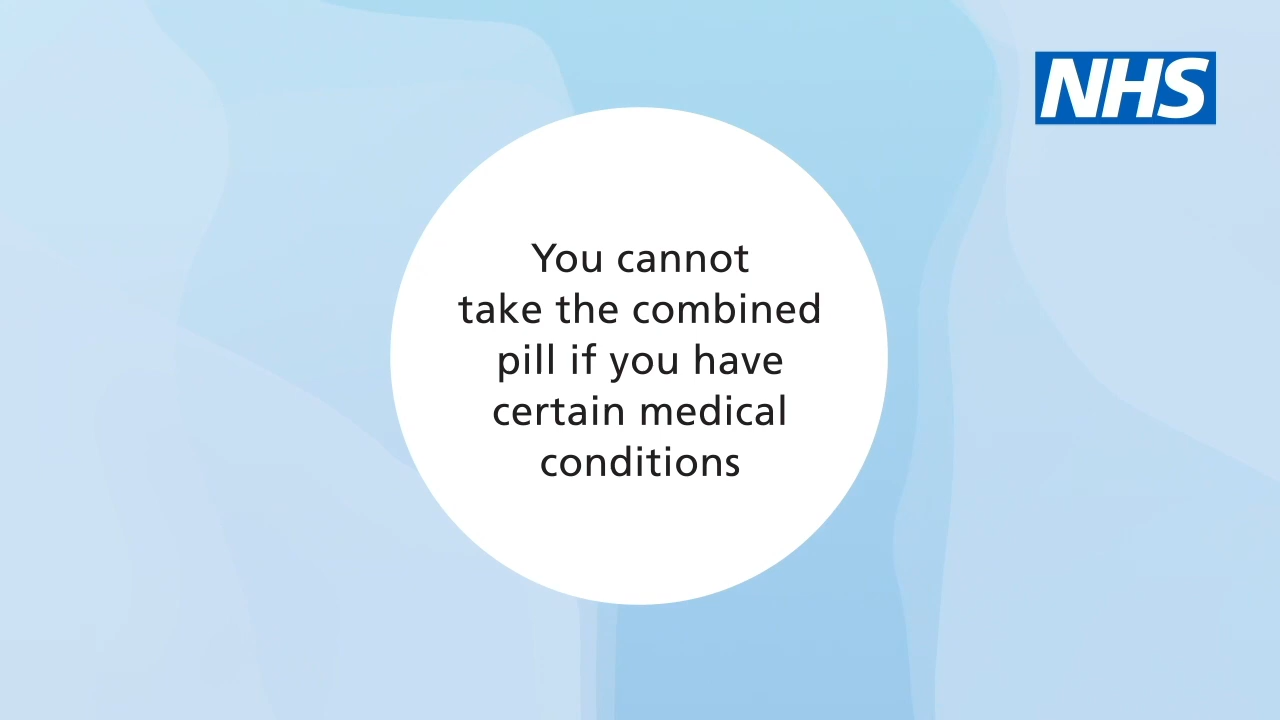 NHS
You cannot
take the combined
pill if you have
certain medical
conditions